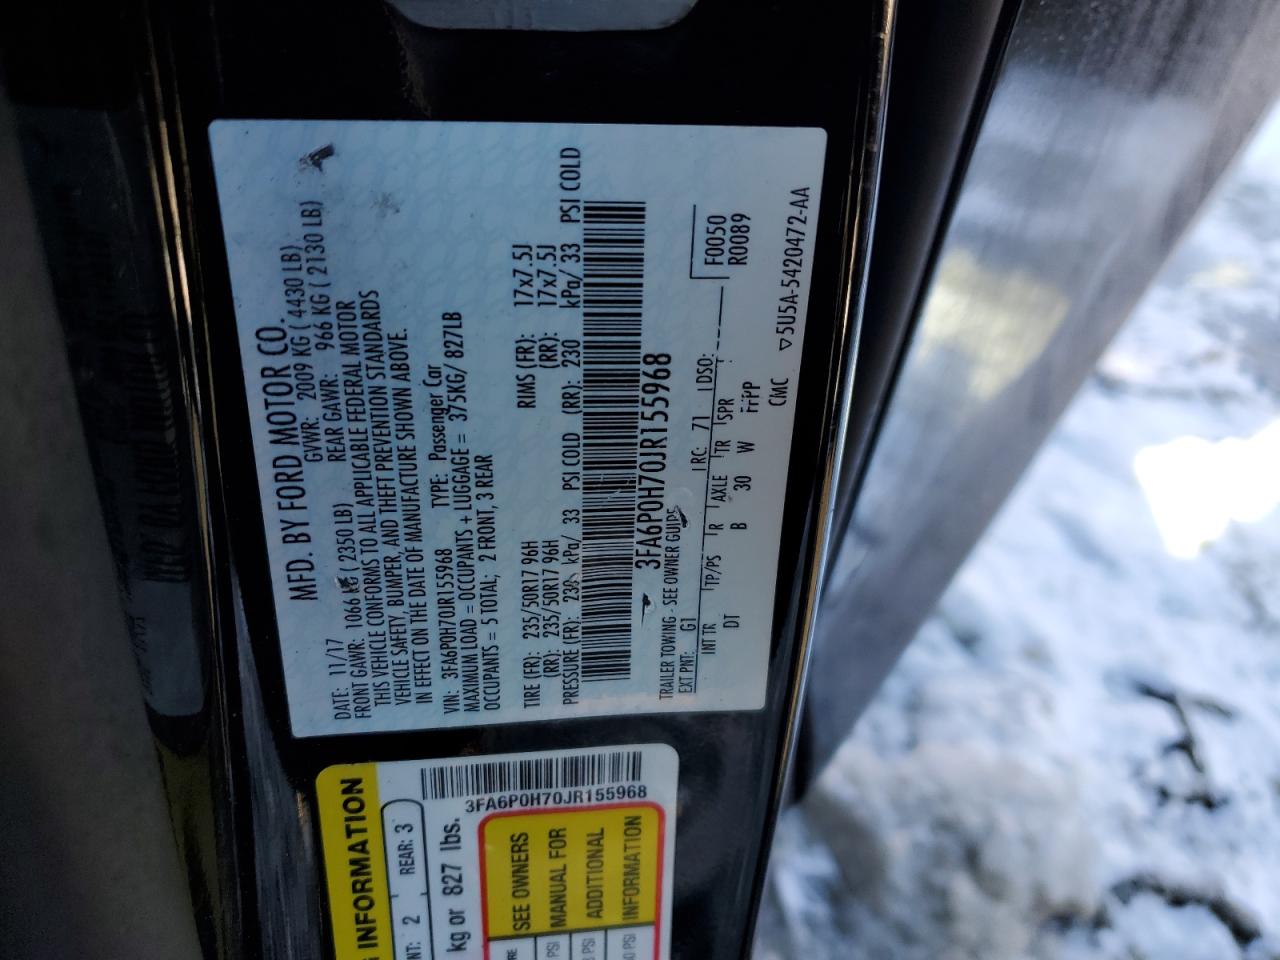 MFD. BY FORD MOTOR CO.
DATE: 11/17 GVWR: 2009 KG ( 4430 LB)
FRONT GAWR: 1066 KG ( 2350 LB) REAR GAWR: 966 KG ( 2130 LB)
THIS VEHICLE CONFORMS TO ALL APPLICABLE FEDERAL MOTOR
VEHICLE SAFETY, BUMPER, AND THEFT PREVENTION STANDARDS
IN EFFECT ON THE DATE OF MANUFACTURE SHOWN ABOVE.
VIN: 3FA6P0H70JR155968 TYPE: Passenger Car
MAXIMUM LOAD = OCCUPANTS + LUGGAGE = 375KG/ 827LB
OCCUPANTS = 5 TOTAL; 2 FRONT, 3 REAR
TIRE (FR): 235/50R17 96H RIMS (FR): 17x7.5J
(RR): 235/50R17 96H (RR): 17x7.5J
PRESSURE (FR): kPa/ 33 PSI COLD (RR): 230 kPa/ 33 PSI COLD
3FA6P0H70JR155968
TRAILER TOWING - SEE OWNER GUIDE
EXT PNT: G1 RC: 71 DSO: F0050
INT TR TP/PS R AXLE TR SPR R0089
DT B 30 W
CMC ▽5U5A-5420472-AA
INFORMATION
2 REAR: 3
3FA6P0H70JR155968
kg or 827 lbs.
SEE OWNERS
MANUAL FOR
ADDITIONAL
INFORMATION
PSI
PSI
PSI